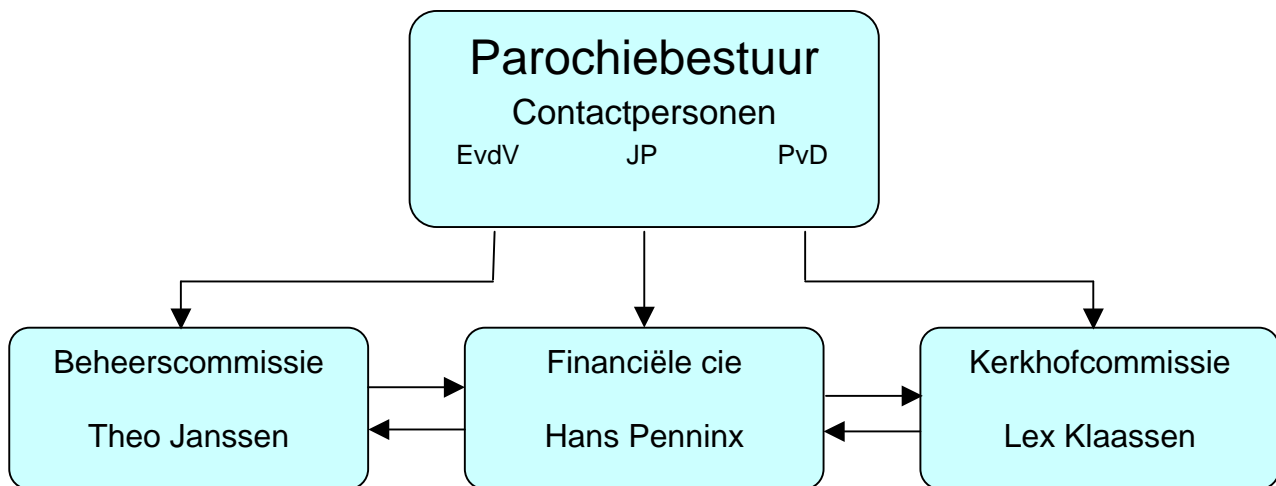 Parochiebestuur
Contactpersonen
EvdV JP PvD
Beheerscommissie
Theo Janssen
Financiële cie
Hans Penninx
Kerkhofcommissie
Lex Klaassen